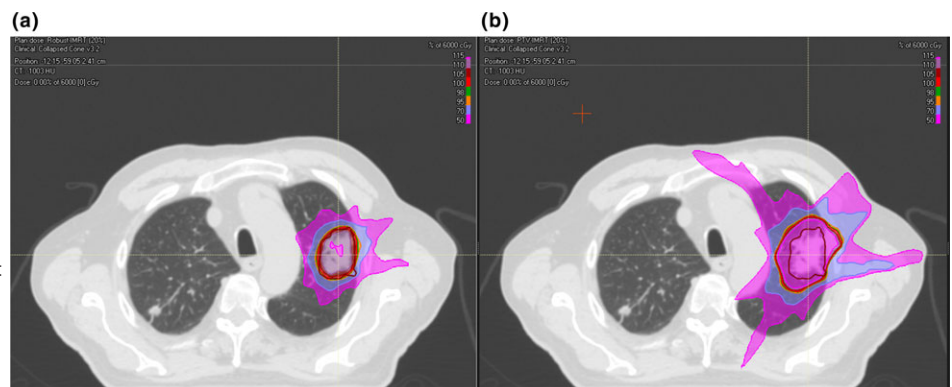 (a)
(b)
Plan dose: Robust IMRT (20%)
Clinical: Collapsed Cone v3.2
Position: -12.15 -59.05 2.41 cm
CT: -1003 HU
Dose: 0.00% of 6000 [0] cGy
% of 6000 cGy
115
110
105
100
98
95
70
50
Plan dose: PTV IMRT (20%)
Clinical: Collapsed Cone v3.2
Position: -12.15 -59.05 2.41 cm
CT: -1003 HU
Dose: 0.00% of 6000 [0] cGy
% of 6000 cGy
115
110
105
100
98
95
70
50